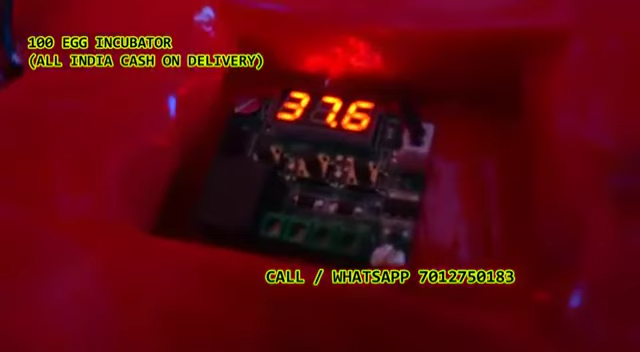 100 EGG INCUBATOR
(ALL INDIA CASH ON DELIVERY)
37.6
CALL / WHATSAPP 7012750183